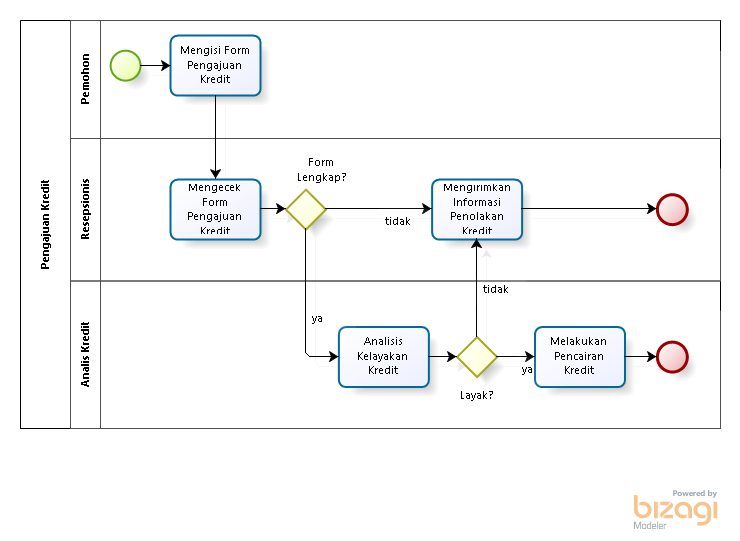 Pengajuan Kredit
Pemohon
Mengisi Form
Pengajuan
Kredit
Resepsionis
Mengecek
Form
Pengajuan
Kredit
Form
Lengkap?
tidak
Mengirimkan
Informasi
Penolakan
Kredit
ya
tidak
Analis Kredit
Analisis
Kelayakan
Kredit
Layak?
ya
Melakukan
Pencairan
Kredit
Powered by
bizagi
Modeler